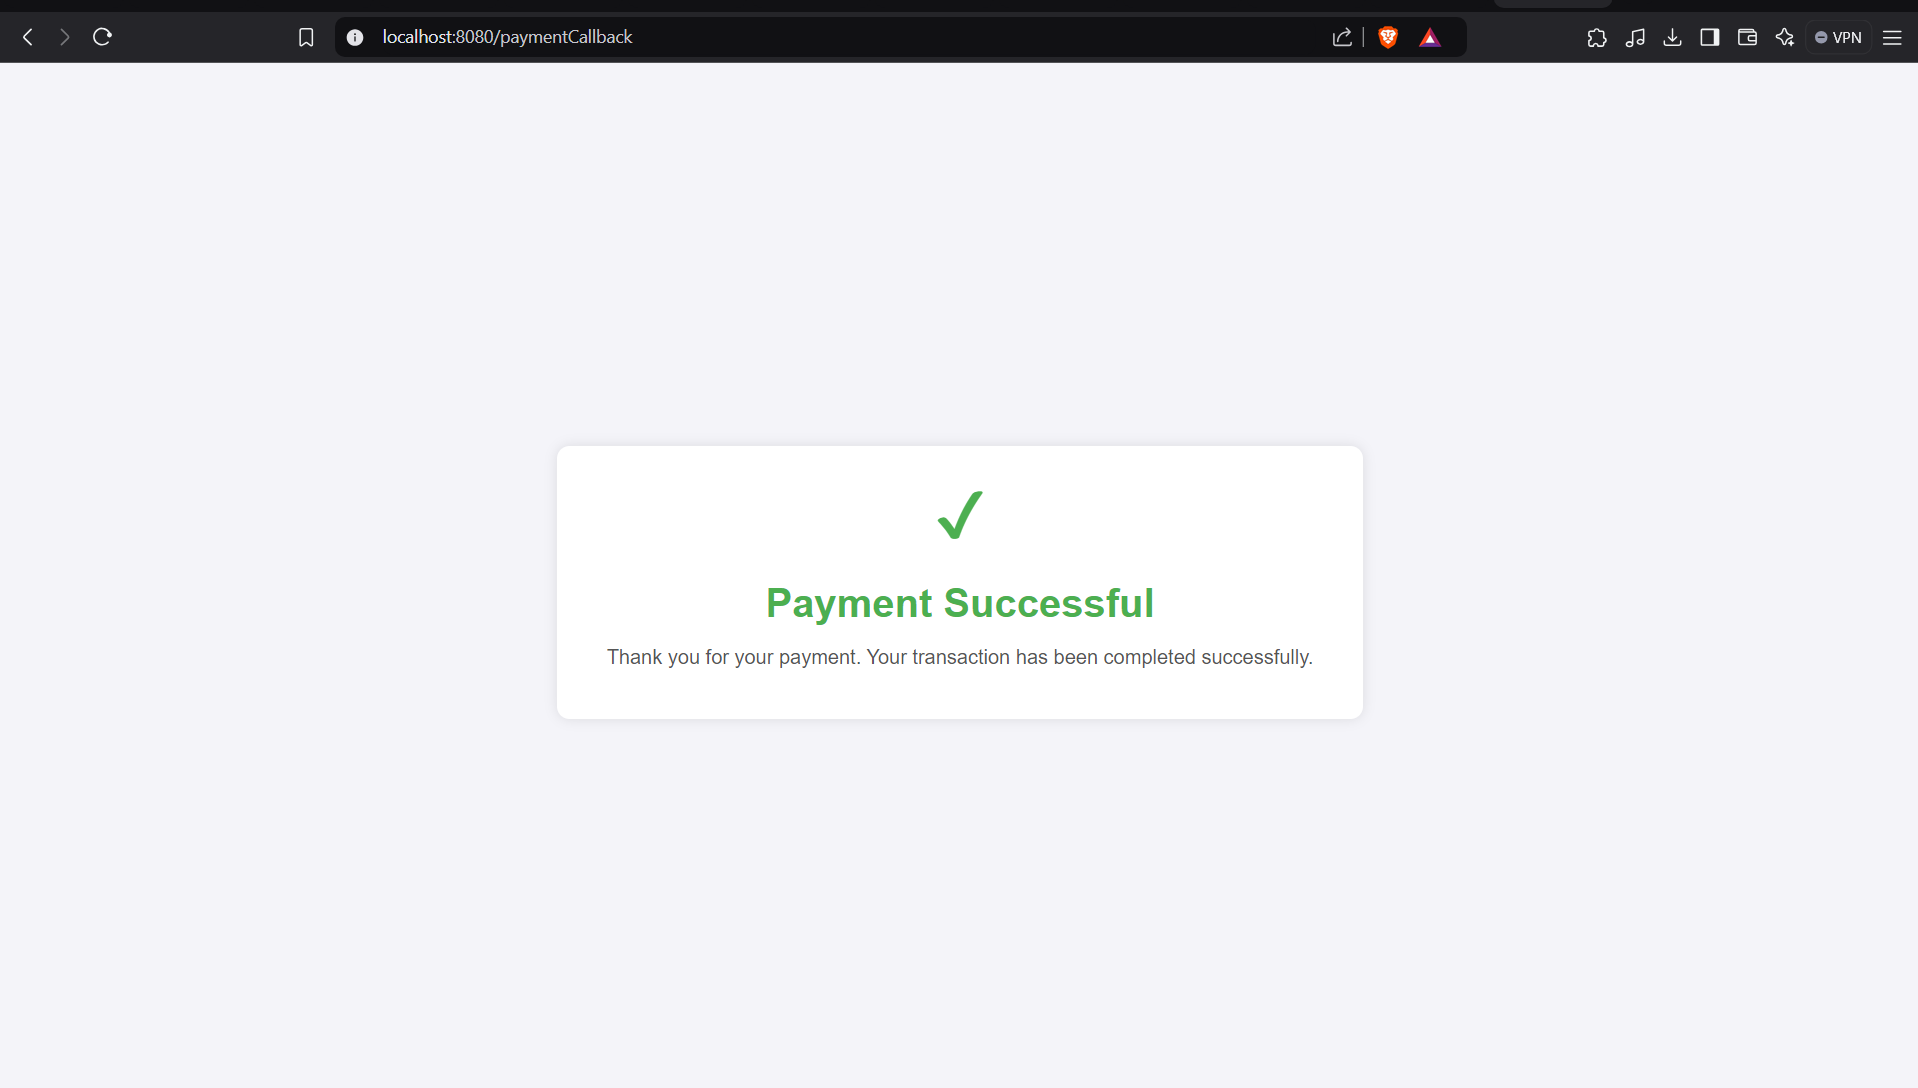 localhost:8080/paymentCallback
VPN
Payment Successful
Thank you for your payment. Your transaction has been completed successfully.